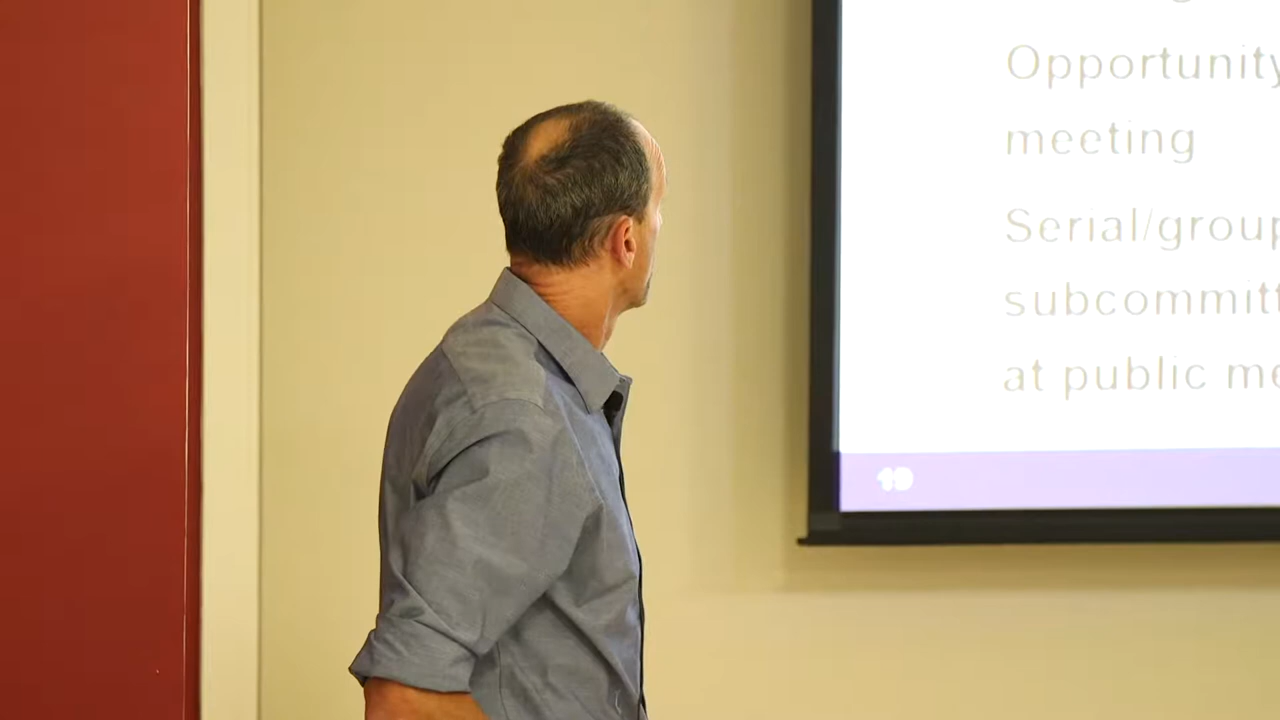 Opportunity
meeting
Serial/group
subcommitt
at public me
19